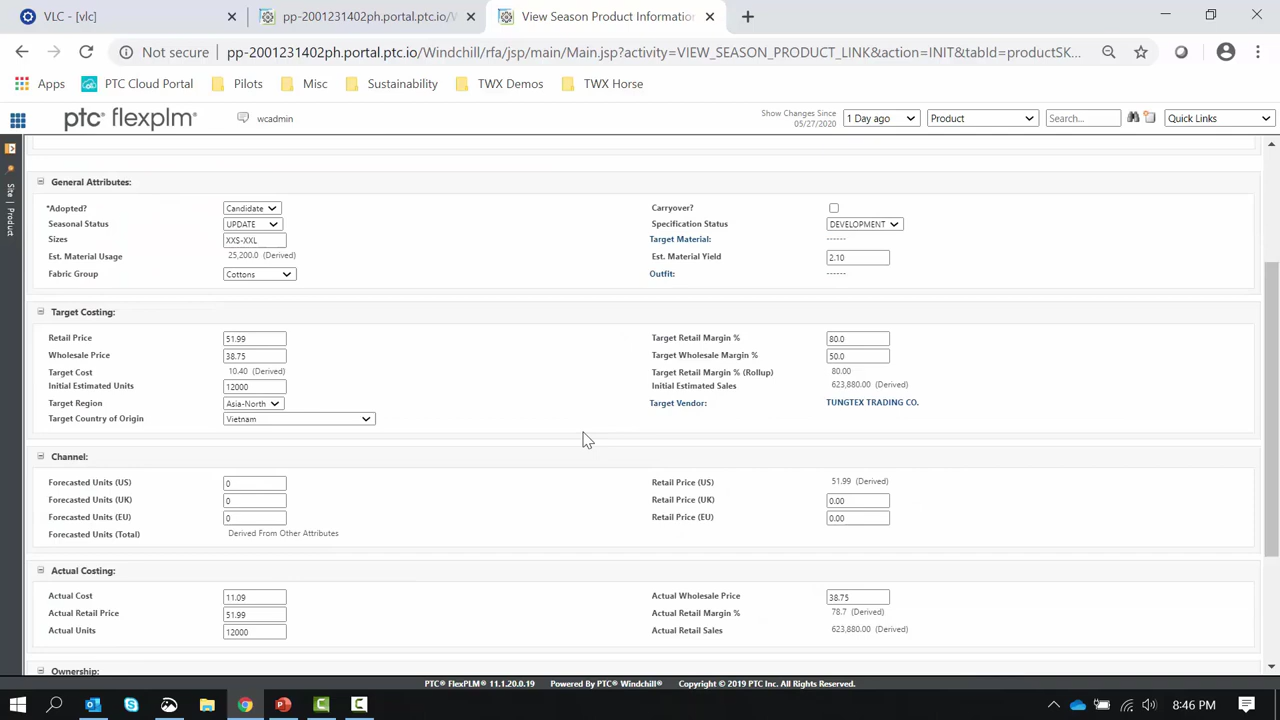 VLC - [vlc]
pp-2001231402ph.portal.ptc.io/W
View Season Product Information
Not secure pp-2001231402ph.portal.ptc.io/Windchill/rfa/jsp/main/Main.jsp?activity=VIEW_SEASON_PRODUCT_LINK&action=INIT&tabId=productSK...
Apps PTC Cloud Portal Pilots Misc Sustainability TWX Demos TWX Horse
ptc flexplm wcadmin Show Changes Since 05/27/2020 1 Day ago Product Search... Quick Links
Site | Product
General Attributes:
*Adopted? Candidate Carryover?
Seasonal Status UPDATE Specification Status DEVELOPMENT
Sizes XXS-XXL Target Material: ------
Est. Material Usage 25,200.0 (Derived) Est. Material Yield 2.10
Fabric Group Cottons Outfit: ------
Target Costing:
Retail Price 51.99 Target Retail Margin % 80.0
Wholesale Price 38.75 Target Wholesale Margin % 50.0
Target Cost 10.40 (Derived) Target Retail Margin % (Rollup) 80.00
Initial Estimated Units 12000 Initial Estimated Sales 623,880.00 (Derived)
Target Region Asia-North Target Vendor: TUNGTEX TRADING CO.
Target Country of Origin Vietnam
Channel:
Forecasted Units (US) 0 Retail Price (US) 51.99 (Derived)
Forecasted Units (UK) 0 Retail Price (UK) 0.00
Forecasted Units (EU) 0 Retail Price (EU) 0.00
Forecasted Units (Total) Derived From Other Attributes
Actual Costing:
Actual Cost 11.09 Actual Wholesale Price 38.75
Actual Retail Price 51.99 Actual Retail Margin % 78.7 (Derived)
Actual Units 12000 Actual Retail Sales 623,880.00 (Derived)
Ownership:
PTC® FlexPLM® 11.1.20.0.19 Powered By PTC® Windchill® Copyright © 2019 PTC Inc. All Rights Reserved.
8:46 PM